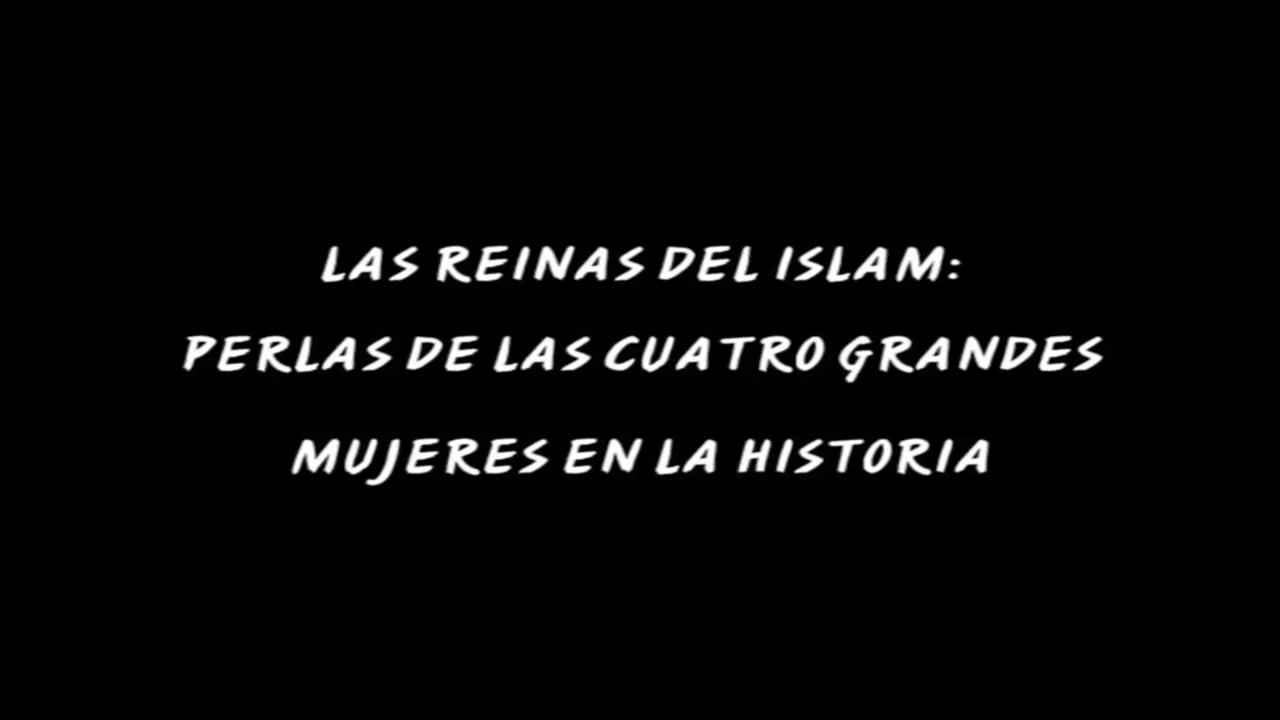 LAS REINAS DEL ISLAM:
PERLAS DE LAS CUATRO GRANDES
MUJERES EN LA HISTORIA